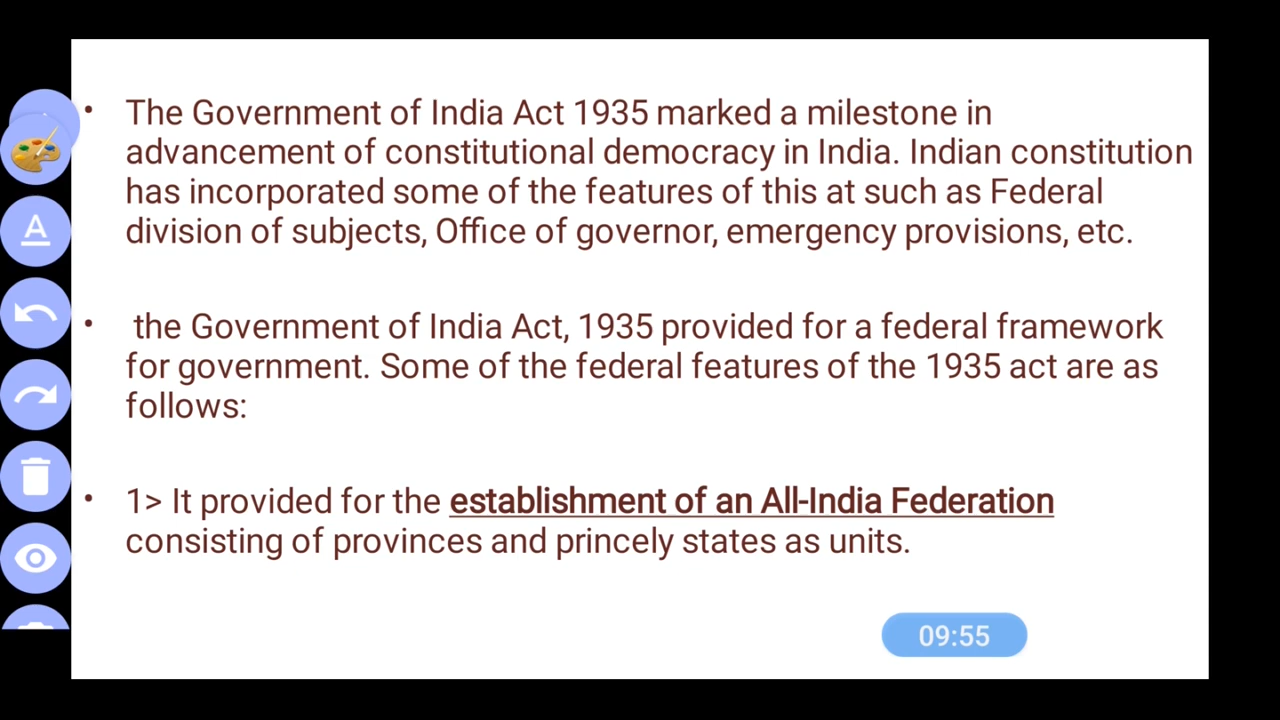 • The Government of India Act 1935 marked a milestone in
advancement of constitutional democracy in India. Indian constitution
has incorporated some of the features of this at such as Federal
division of subjects, Office of governor, emergency provisions, etc.
• the Government of India Act, 1935 provided for a federal framework
for government. Some of the federal features of the 1935 act are as
follows:
• 1> It provided for the establishment of an All-India Federation
consisting of provinces and princely states as units.
A
09:55